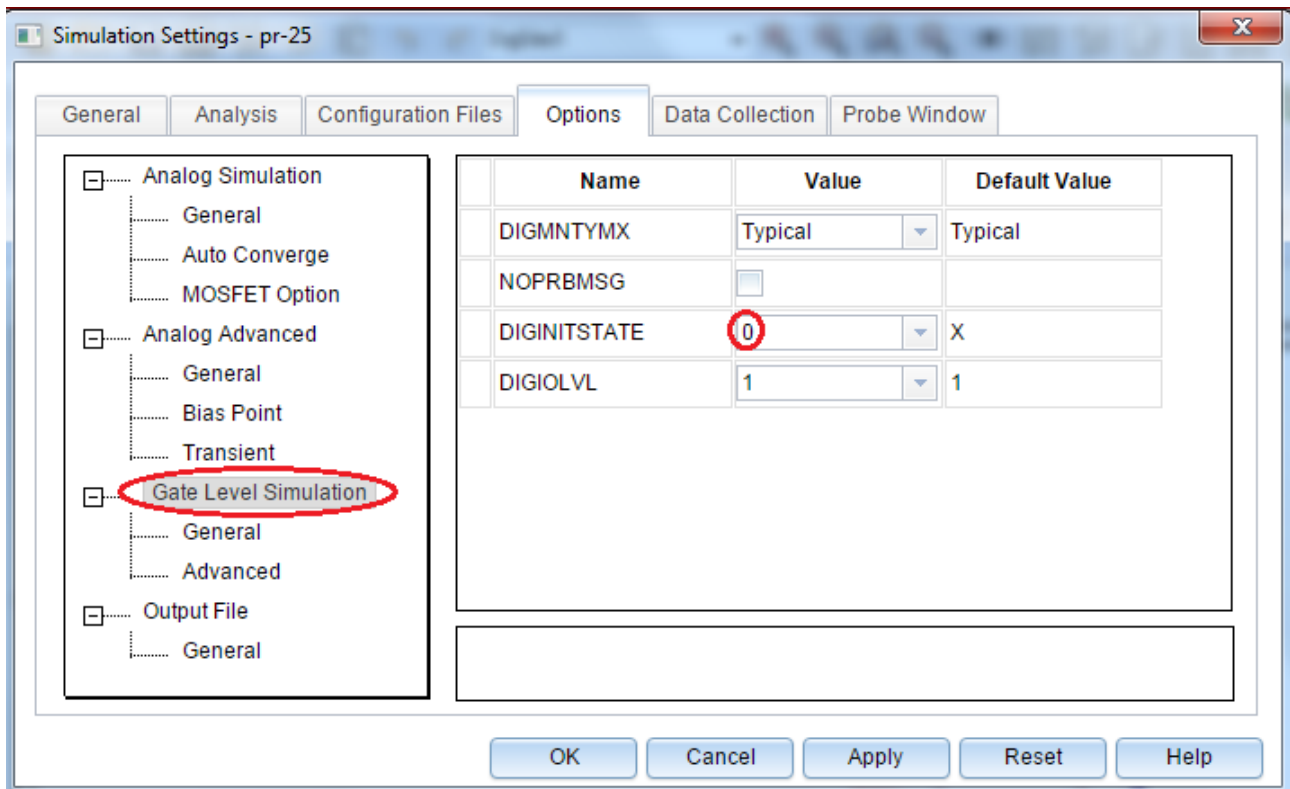 Simulation Settings - pr-25
x
General Analysis Configuration Files Options Data Collection Probe Window
Analog Simulation
General
Auto Converge
MOSFET Option
Analog Advanced
General
Bias Point
Transient
Gate Level Simulation
General
Advanced
Output File
General
Name Value Default Value
DIGMNTYMX Typical Typical
NOPRBMSG
DIGINITSTATE 0 X
DIGIOLVL 1 1
OK Cancel Apply Reset Help